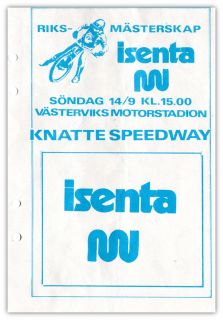 RIKS- MÄSTERSKAP
isenta
SÖNDAG 14/9 KL.15.00
VÄSTERVIKS MOTORSTADION
KNATTE SPEEDWAY
isenta